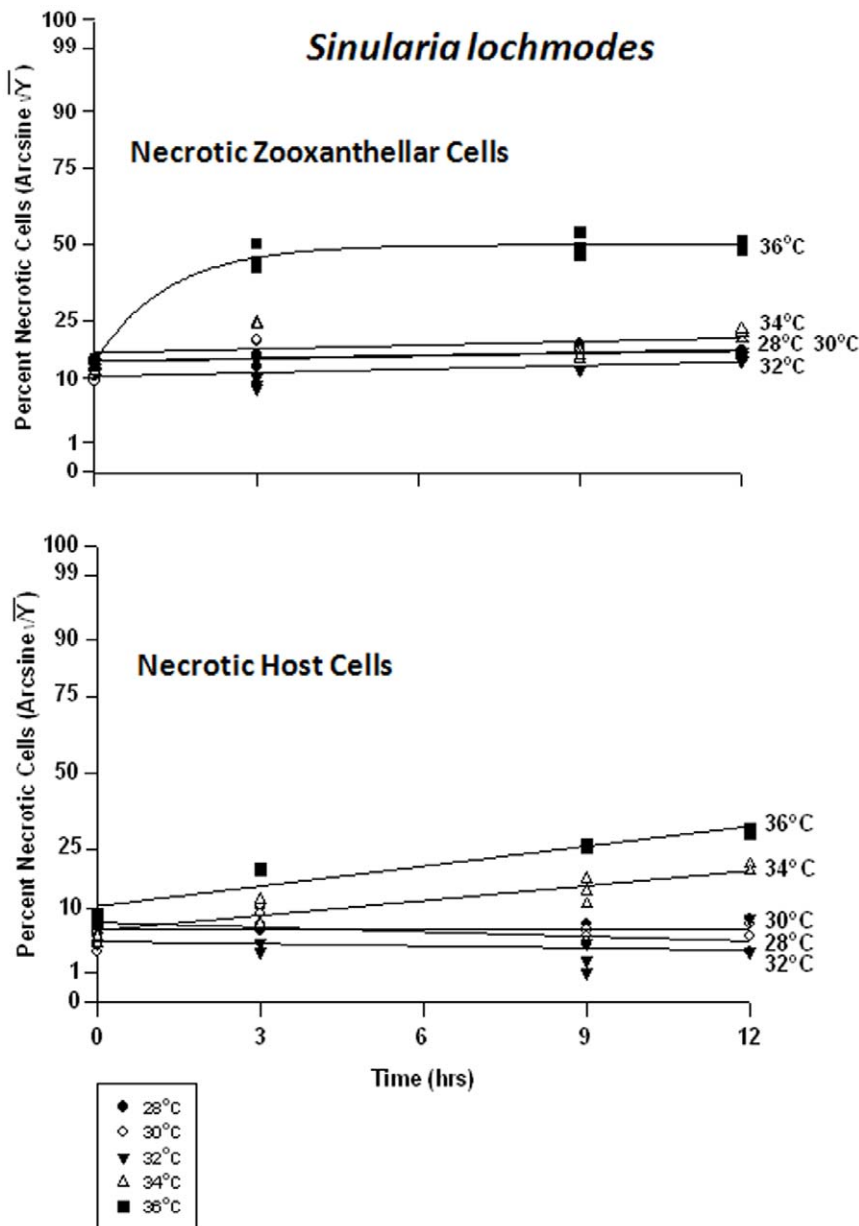 Sinularia lochmodes
Percent Necrotic Cells (Arcsine √Y)
100
99
90
75
50
25
10
1
0
Necrotic Zooxanthellar Cells
36°C
34°C
28°C 30°C
32°C
Percent Necrotic Cells (Arcsine √Y)
100
99
90
75
50
25
10
1
0
Necrotic Host Cells
36°C
34°C
30°C
28°C
32°C
0 3 6 9 12
Time (hrs)
28°C
30°C
32°C
34°C
36°C